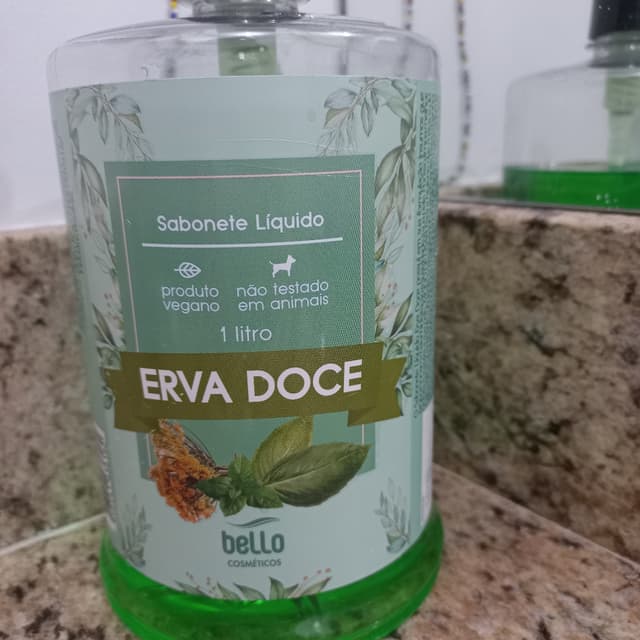 Sabonete Líquido
produto
vegano
não testado
em animais
1 litro
ERVA DOCE
bello
COSMÉTICOS